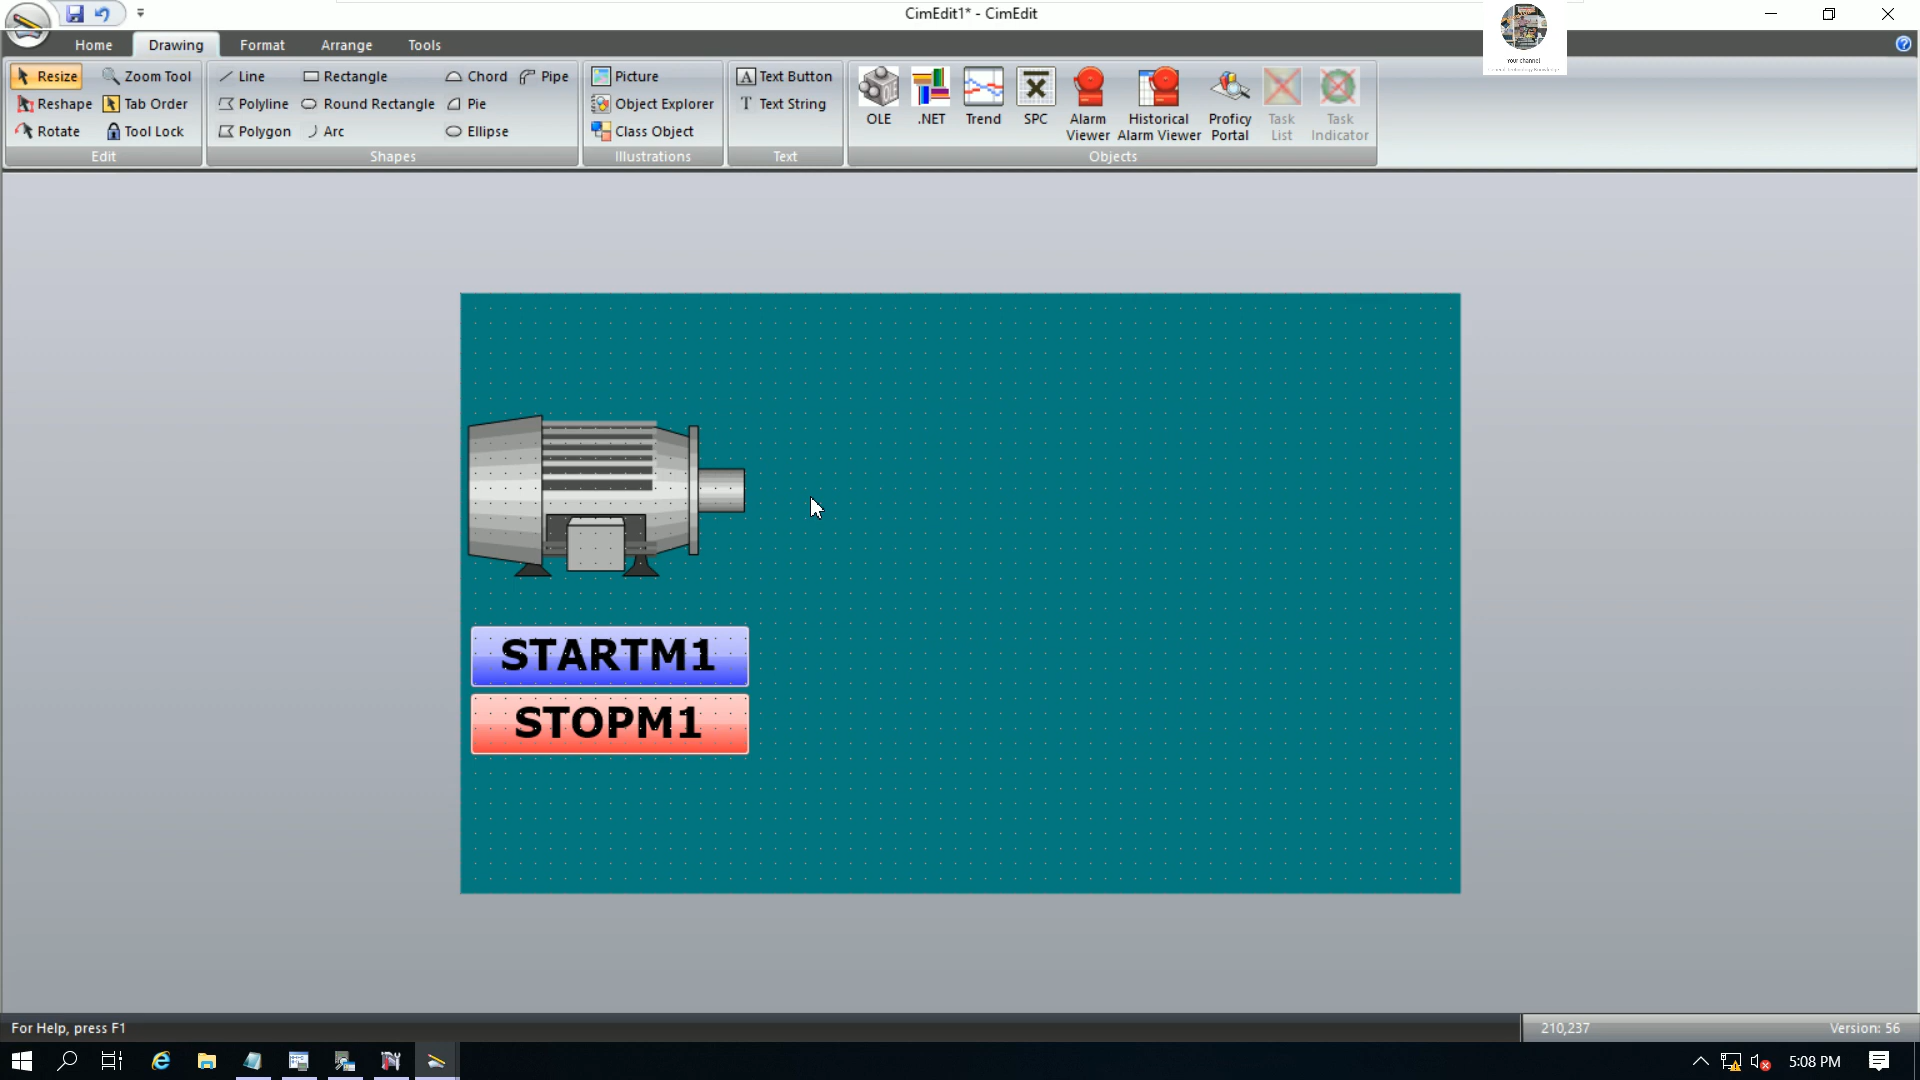 CimEdit1* - CimEdit
Home
Drawing
Format
Arrange
Tools
Your channel
Resize
Zoom Tool
Line
Rectangle
Chord
Pipe
Picture
Text Button
Reshape
Tab Order
Polyline
Round Rectangle
Pie
Object Explorer
Text String
Rotate
Tool Lock
Polygon
Arc
Ellipse
Class Object
OLE
.NET
Trend
SPC
Alarm
Viewer
Historical
Alarm Viewer
Proficy
Portal
Task
List
Task
Indicator
Edit
Shapes
Illustrations
Text
Objects
STARTM1
STOPM1
For Help, press F1
210,237
Version: 56
5:08 PM